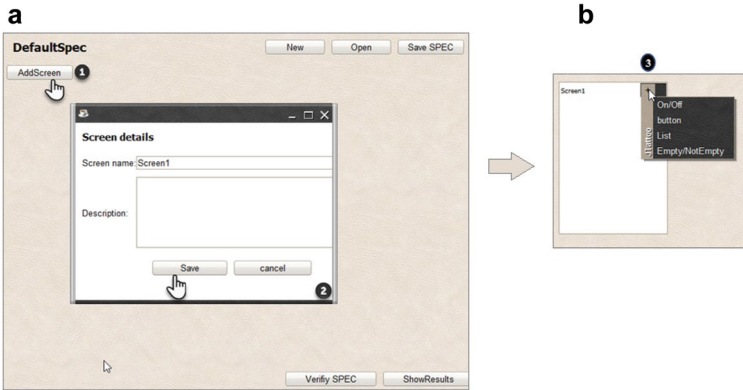 a
b
DefaultSpec
New
Open
Save SPEC
AddScreen
1
Screen details
Screen name:
Screen1
Description:
Save
cancel
2
Verifiy SPEC
ShowResults
3
Screen1
+
On/Off
button
List
Empty/NotEmpty